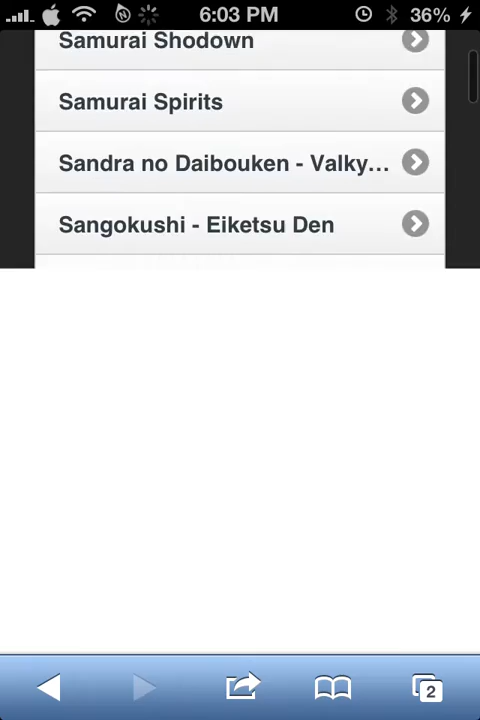 6:03 PM
36%
Samurai Shodown
Samurai Spirits
Sandra no Daibouken - Valky...
Sangokushi - Eiketsu Den
2